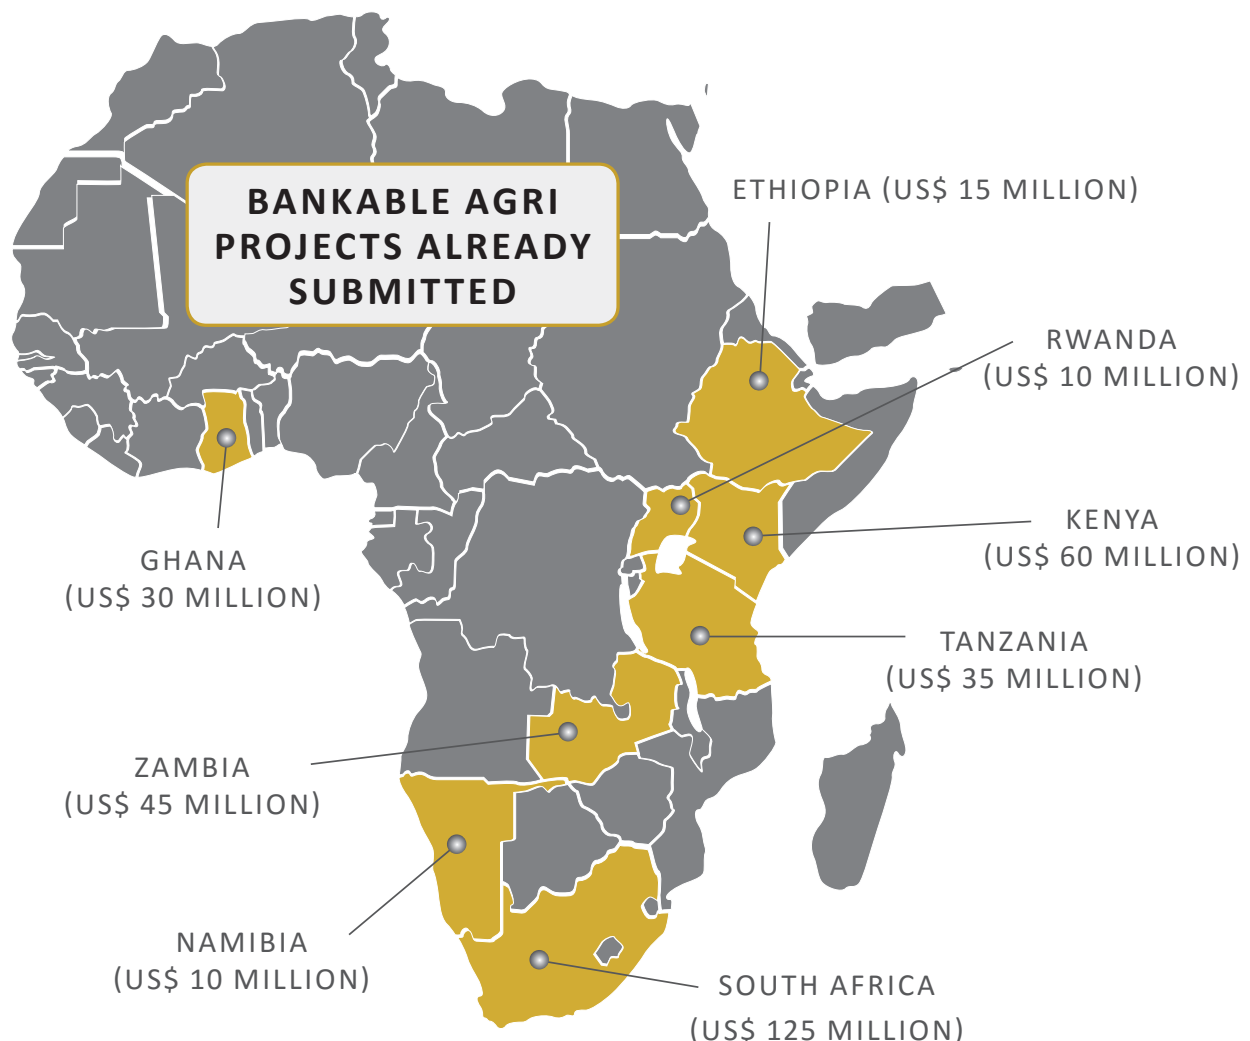 BANKABLE AGRI
PROJECTS ALREADY
SUBMITTED
ETHIOPIA (US$ 15 MILLION)
RWANDA
(US$ 10 MILLION)
KENYA
(US$ 60 MILLION)
GHANA
(US$ 30 MILLION)
TANZANIA
(US$ 35 MILLION)
ZAMBIA
(US$ 45 MILLION)
NAMIBIA
(US$ 10 MILLION)
SOUTH AFRICA
(US$ 125 MILLION)